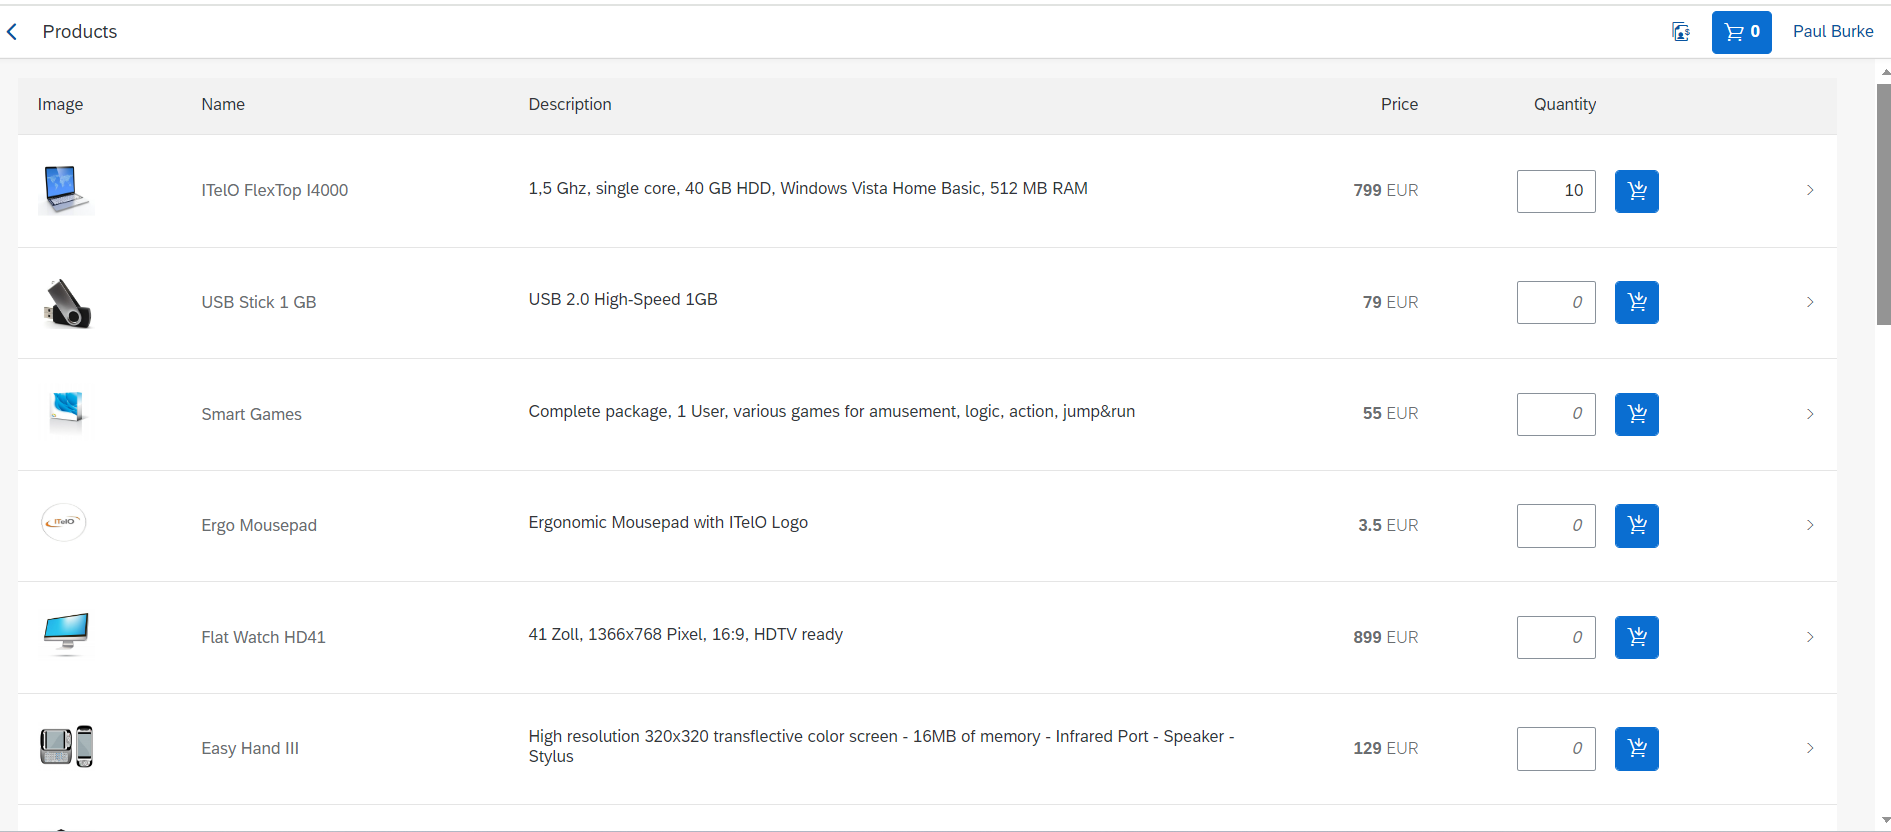 Products
0
Paul Burke
Image Name Description Price Quantity
ITelO FlexTop I4000 1,5 Ghz, single core, 40 GB HDD, Windows Vista Home Basic, 512 MB RAM 799 EUR 10
USB Stick 1 GB USB 2.0 High-Speed 1GB 79 EUR 0
Smart Games Complete package, 1 User, various games for amusement, logic, action, jump&run 55 EUR 0
ITelO
Ergo Mousepad Ergonomic Mousepad with ITelO Logo 3.5 EUR 0
Flat Watch HD41 41 Zoll, 1366x768 Pixel, 16:9, HDTV ready 899 EUR 0
Easy Hand III High resolution 320x320 transflective color screen - 16MB of memory - Infrared Port - Speaker - 129 EUR 0
Stylus